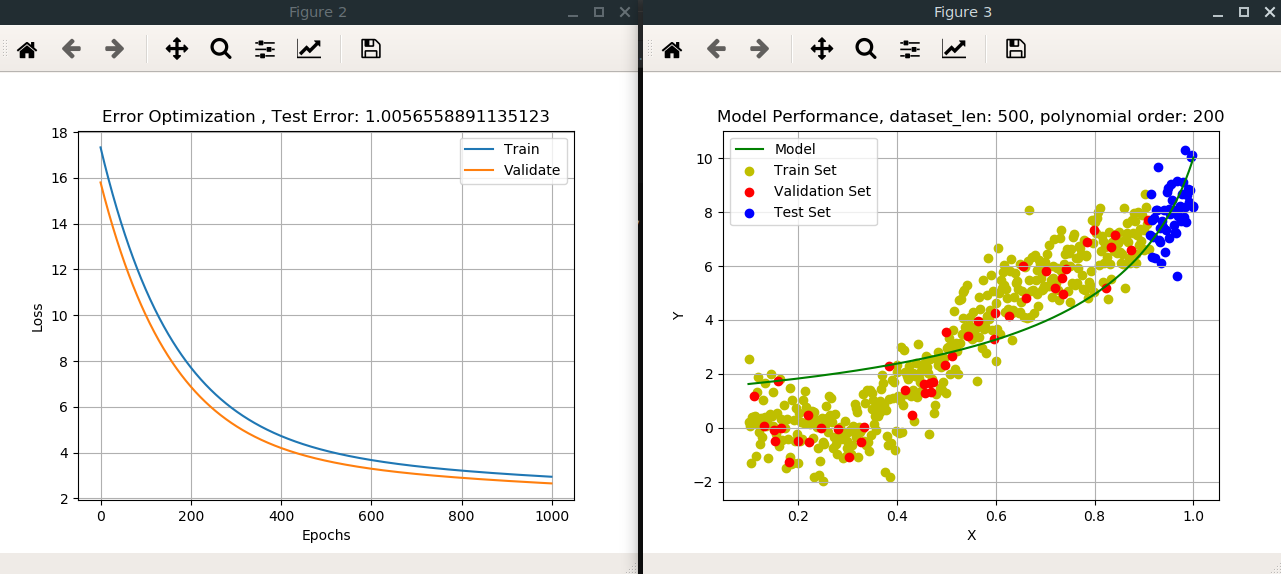 Figure 2
Error Optimization , Test Error: 1.0056558891135123
18
16
14
12
10
8
6
4
2
Loss
Train
Validate
0
200
400
600
800
1000
Epochs
Figure 3
Model Performance, dataset_len: 500, polynomial order: 200
10
8
6
4
2
0
−2
Y
Model
Train Set
Validation Set
Test Set
0.2
0.4
0.6
0.8
1.0
X